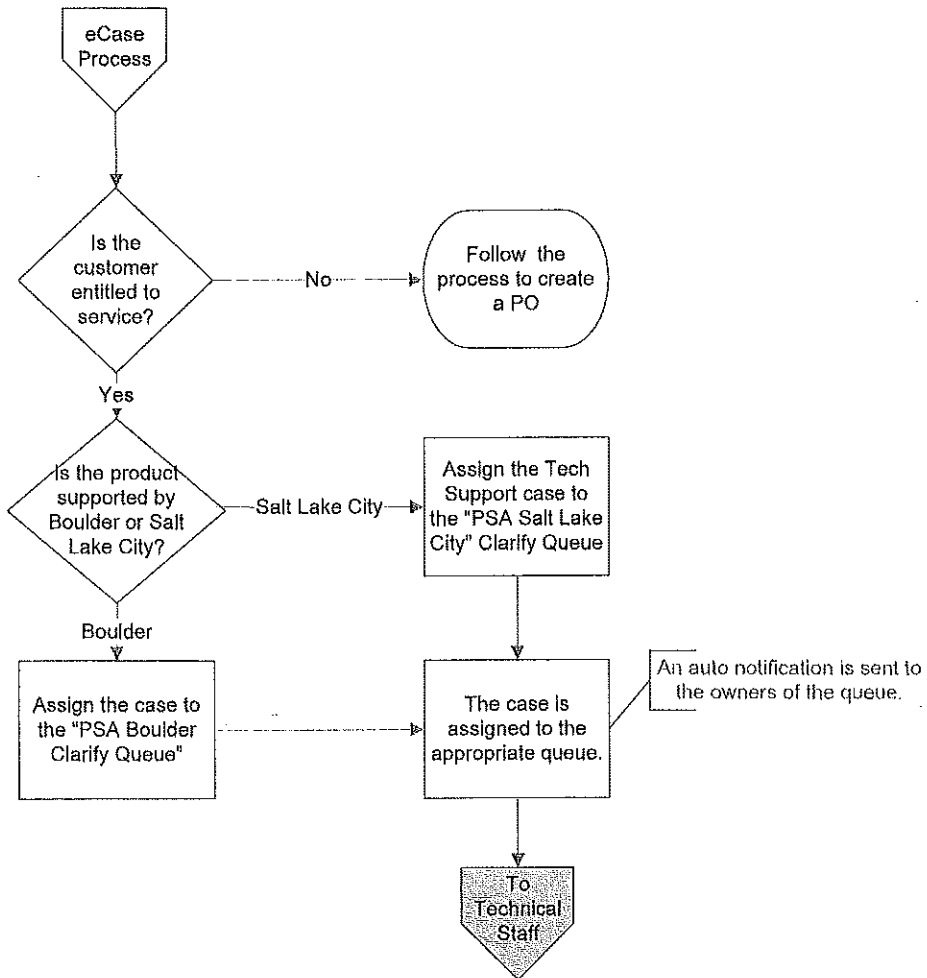 eCase
Process
Is the
customer
entitled to
service?
No
Follow the
process to create
a PO
Yes
Is the product
supported by
Boulder or Salt
Lake City?
Salt Lake City
Assign the Tech
Support case to
the "PSA Salt Lake
City" Clarify Queue
Boulder
Assign the case to
the "PSA Boulder
Clarify Queue"
The case is
assigned to the
appropriate queue.
An auto notification is sent to
the owners of the queue.
To
Technical
Staff